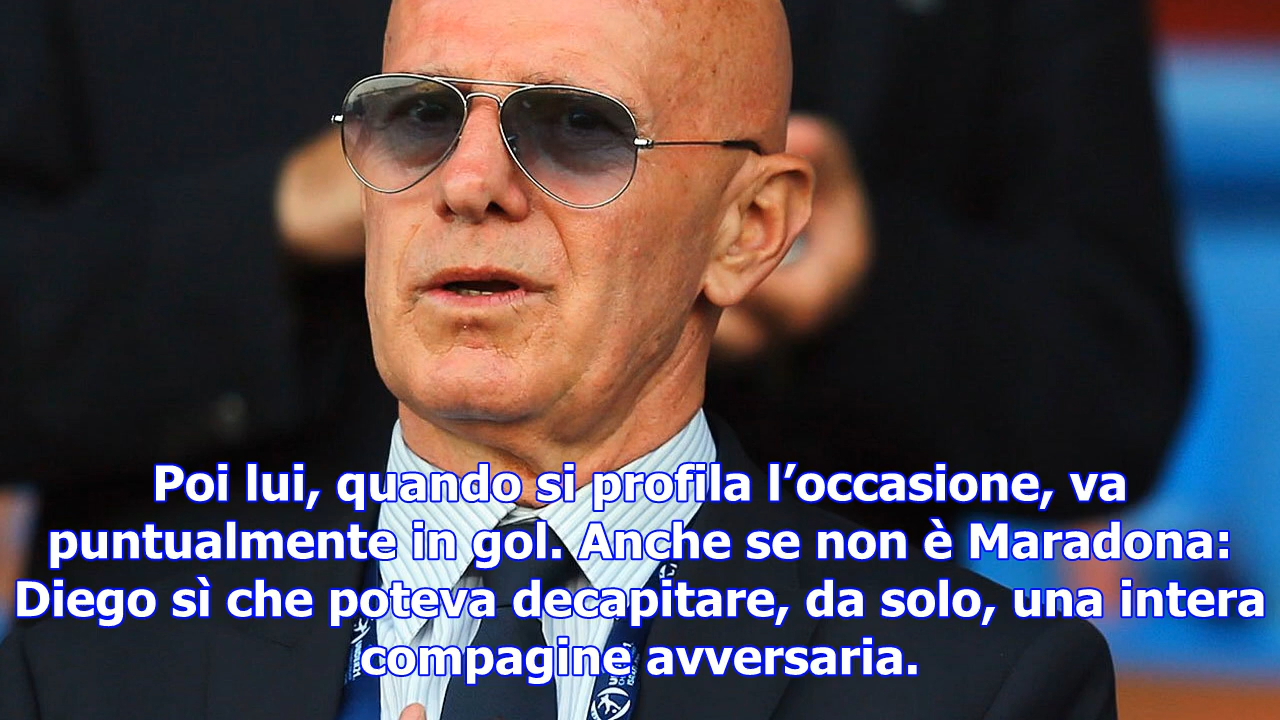 Poi lui, quando si profila l’occasione, va
puntualmente in gol. Anche se non è Maradona:
Diego sì che poteva decapitare, da solo, una intera
compagine avversaria.